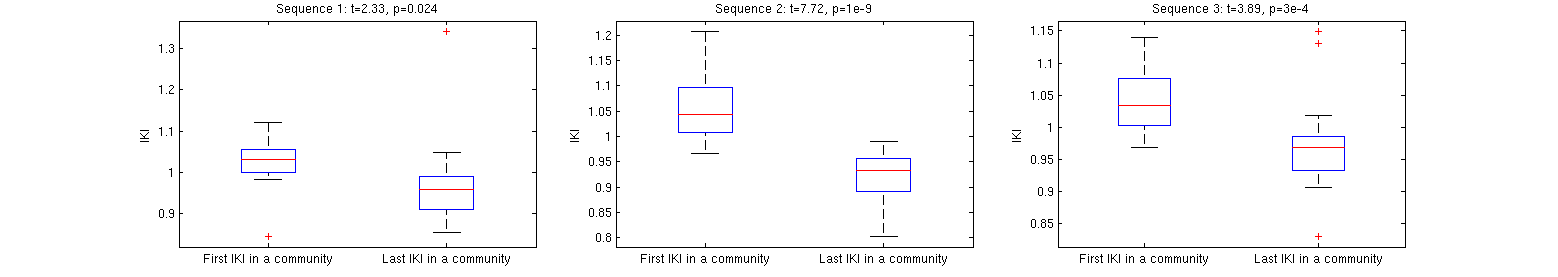 Sequence 1: t=2.33, p=0.024
1.3
1.2
1.1
1
0.9
IKI
First IKI in a community
Last IKI in a community
Sequence 2: t=7.72, p=1e-9
1.2
1.15
1.1
1.05
1
0.95
0.9
0.85
0.8
IKI
First IKI in a community
Last IKI in a community
Sequence 3: t=3.89, p=3e-4
1.15
1.1
1.05
1
0.95
0.9
0.85
IKI
First IKI in a community
Last IKI in a community